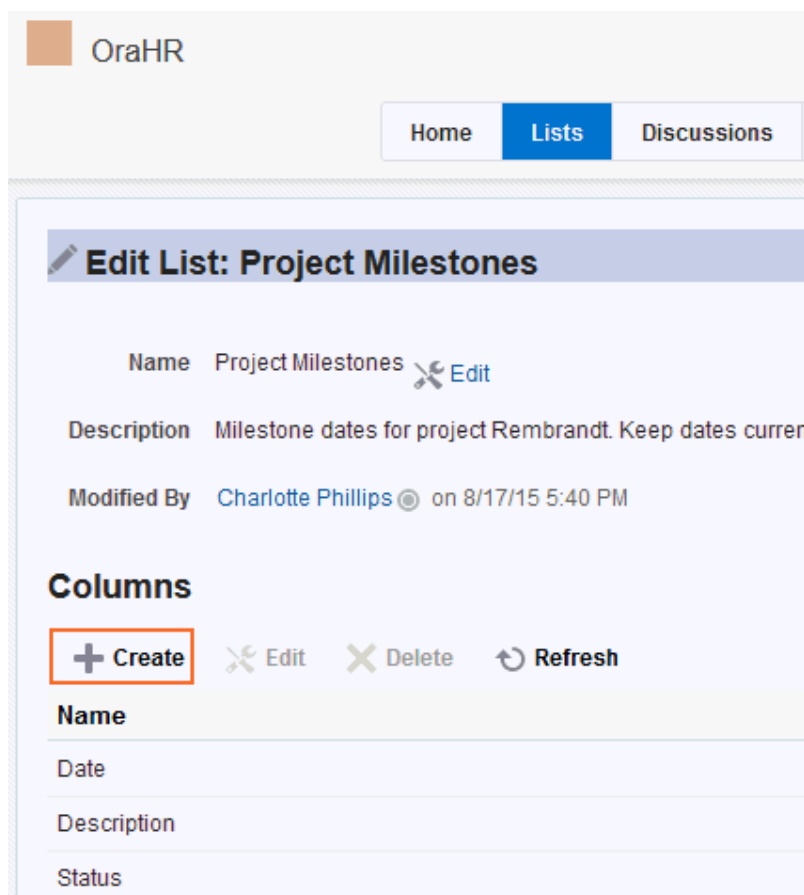 OraHR
Home Lists Discussions
Edit List: Project Milestones
Name Project Milestones Edit
Description Milestone dates for project Rembrandt. Keep dates
Modified By Charlotte Phillips on 8/17/15 5:40 PM
Columns
Create Edit Delete Refresh
Name
Date
Description
Status